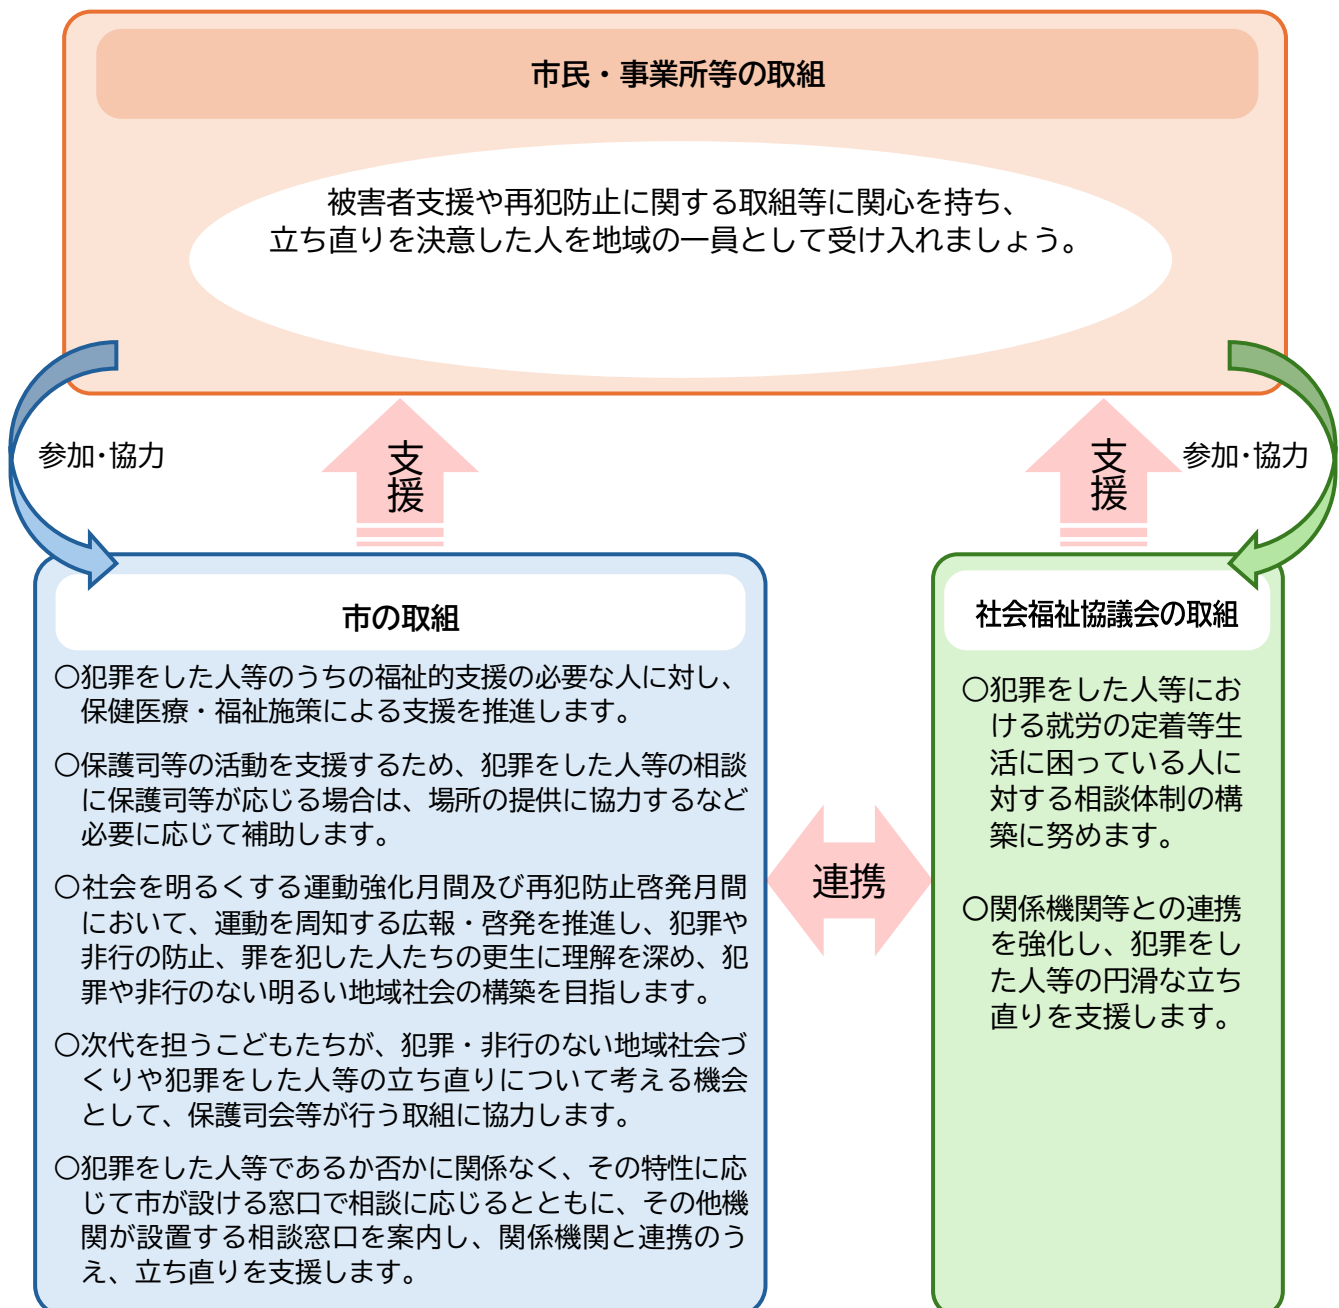 市民・事業所等の取組
被害者支援や再犯防止に関する取組等に関心を持ち、
立ち直りを決意した人を地域の一員として受け入れましょう。
参加・協力
支援
支援
参加・協力
市の取組
〇犯罪をした人等のうちの福祉的支援の必要な人に対し、
保健医療・福祉施策による支援を推進します。
〇保護司等の活動を支援するため、犯罪をした人等の相談
に保護司等が応じる場合は、場所の提供に協力するなど
必要に応じて補助します。
〇社会を明るくする運動強化月間及び再犯防止啓発月間
において、運動を周知する広報・啓発を推進し、犯罪や
非行の防止、罪を犯した人たちの更生に理解を深め、犯
罪や非行のない明るい地域社会の構築を目指します。
〇次代を担うこどもたちが、犯罪・非行のない地域社会づ
くりや犯罪をした人等の立ち直りについて考える機会
として、保護司会等が行う取組に協力します。
〇犯罪をした人等であるか否かに関係なく、その特性に応
じて市が設ける窓口で相談に応じるとともに、その他機
関が設置する相談窓口を案内し、関係機関と連携のう
え、立ち直りを支援します。
連携
社会福祉協議会の取組
〇犯罪をした人等にお
ける就労の定着等生
活に困っている人に
対する相談体制の構
築に努めます。
〇関係機関等との連携
を強化し、犯罪をし
た人等の円滑な立ち
直りを支援します。